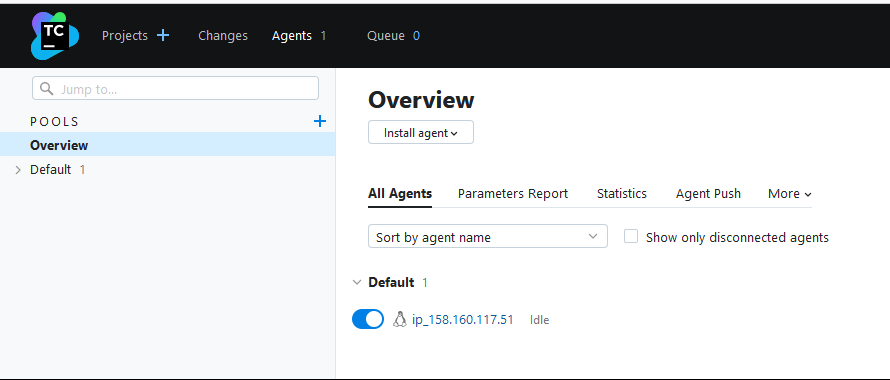 TC
Projects + Changes Agents 1 Queue 0
Jump to...
POOLS +
Overview
Default 1
Overview
Install agent
All Agents Parameters Report Statistics Agent Push More
Sort by agent name Show only disconnected agents
Default 1
ip_158.160.117.51 Idle